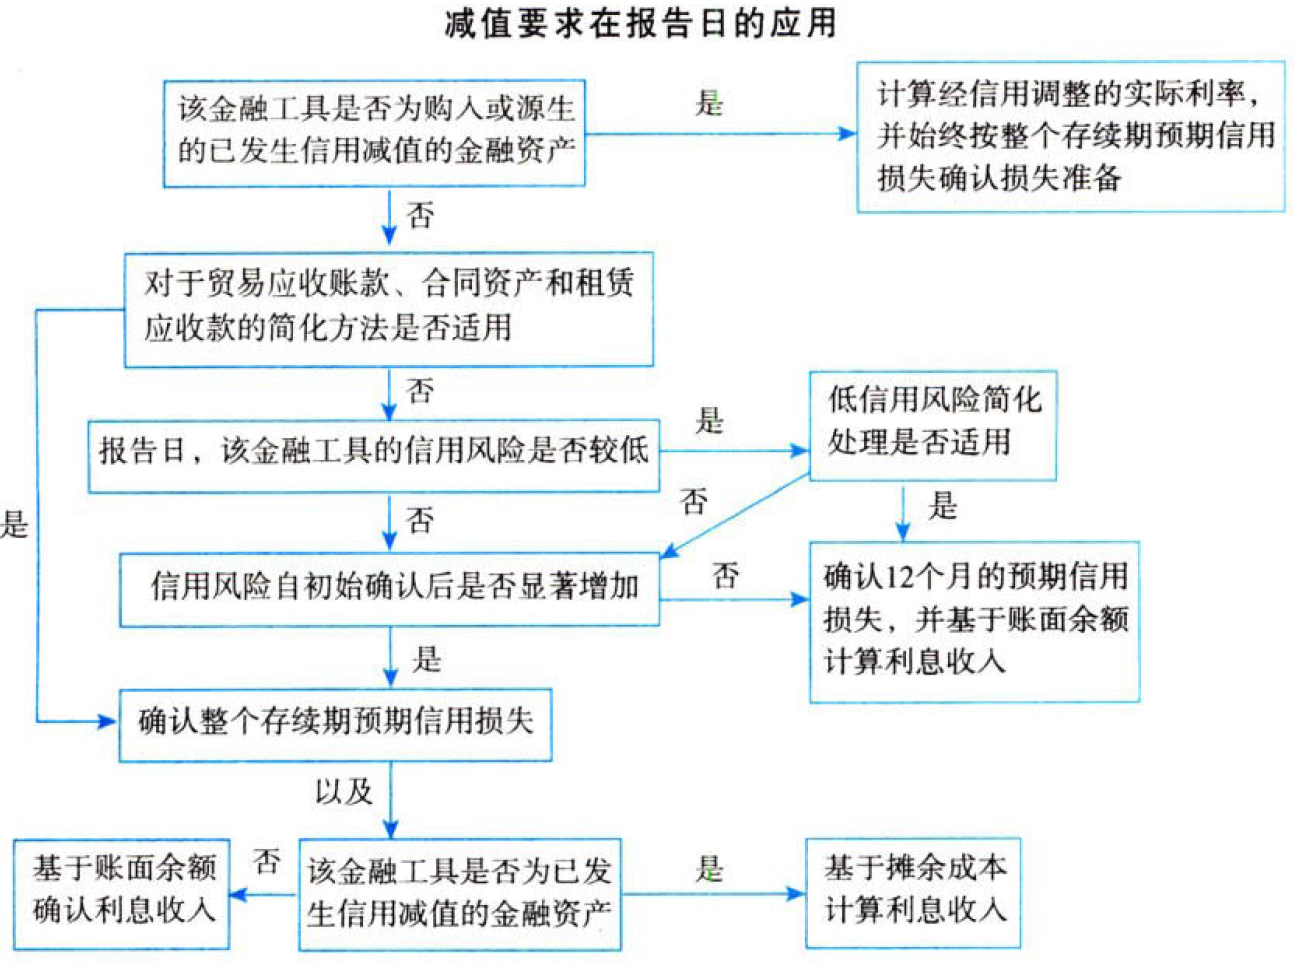 减值要求在报告日的应用
该金融工具是否为购入或源生
的已发生信用减值的金融资产
是
计算经信用调整的实际利率，
并始终按整个存续期预期信用
损失确认损失准备
否
对于贸易应收账款、合同资产和租赁
应收款的简化方法是否适用
否
报告日，该金融工具的信用风险是否较低
是
低信用风险简化
处理是否适用
是
否
否
是
信用风险自初始确认后是否显著增加
否
确认12个月的预期信用
损失，并基于账面余额
计算利息收入
是
确认整个存续期预期信用损失
以及
基于账面余额
确认利息收入
否
该金融工具是否为已发
生信用减值的金融资产
是
基于摊余成本
计算利息收入